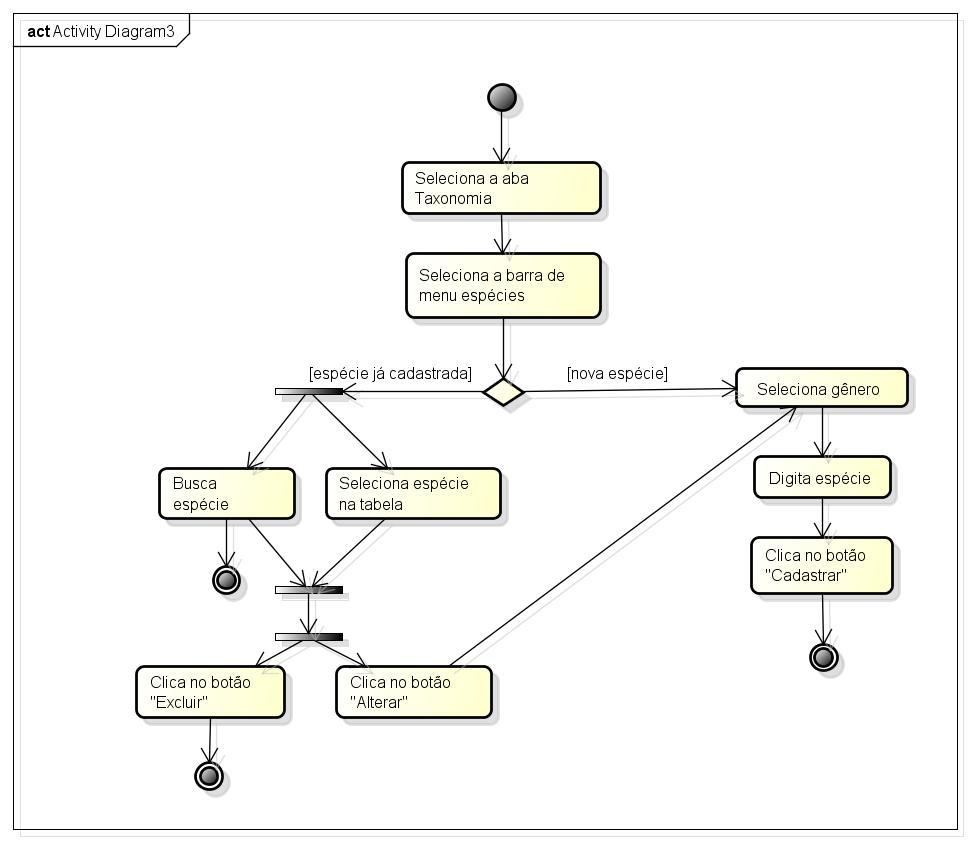 act Activity Diagram3
Seleciona a aba
Taxonomia
Seleciona a barra de
menu espécies
[espécie já cadastrada]
[nova espécie]
Seleciona gênero
Busca
espécie
Seleciona espécie
na tabela
Digita espécie
Clica no botão
"Cadastrar"
Clica no botão
"Excluir"
Clica no botão
"Alterar"